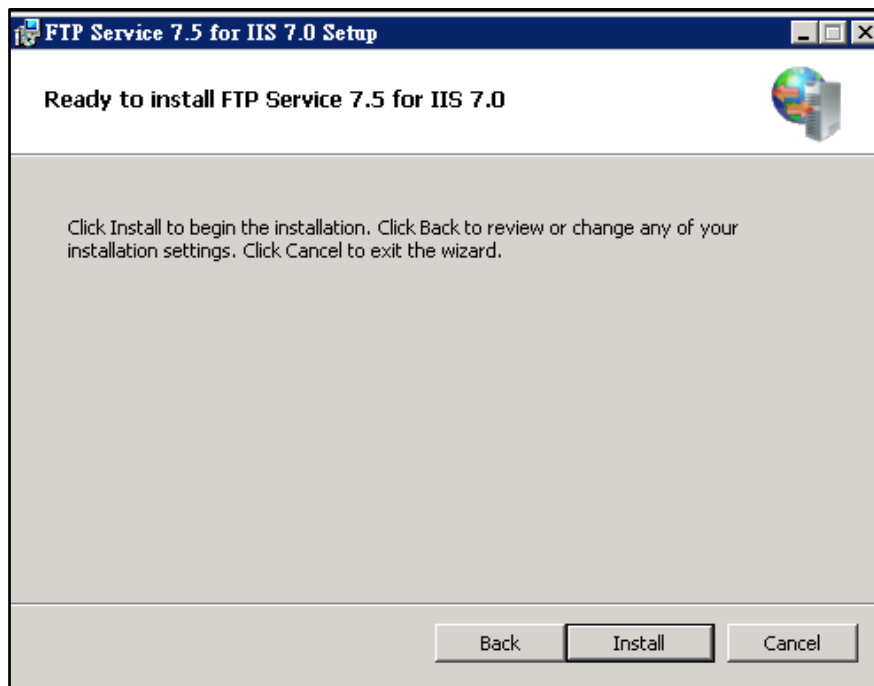 FTP Service 7.5 for IIS 7.0 Setup
Ready to install FTP Service 7.5 for IIS 7.0
Click Install to begin the installation. Click Back to review or change any of your
installation settings. Click Cancel to exit the wizard.
Back Install Cancel